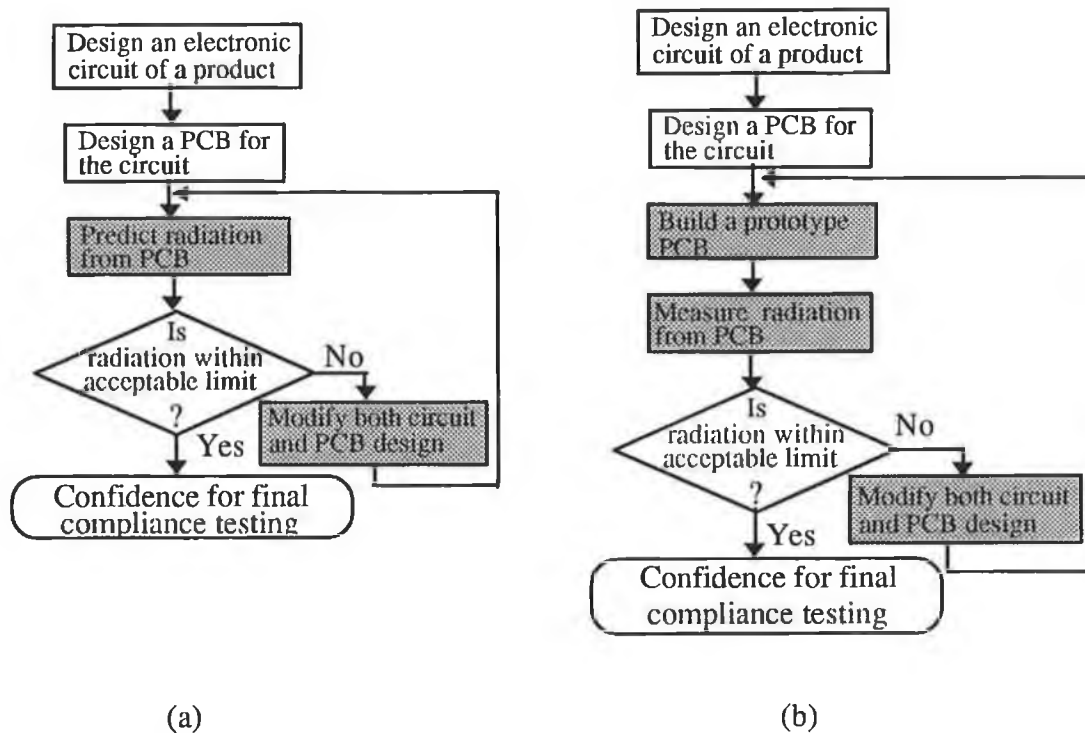 Design an electronic
circuit of a product
Design a PCB for
the circuit
Predict radiation
from PCB
Is
radiation within
acceptable limit
?
No
Yes
Modify both circuit
and PCB design
Confidence for final
compliance testing
(a)
Design an electronic
circuit of a product
Design a PCB for
the circuit
Build a prototype
PCB
Measure radiation
from PCB
Is
radiation within
acceptable limit
?
No
Yes
Modify both circuit
and PCB design
Confidence for final
compliance testing
(b)